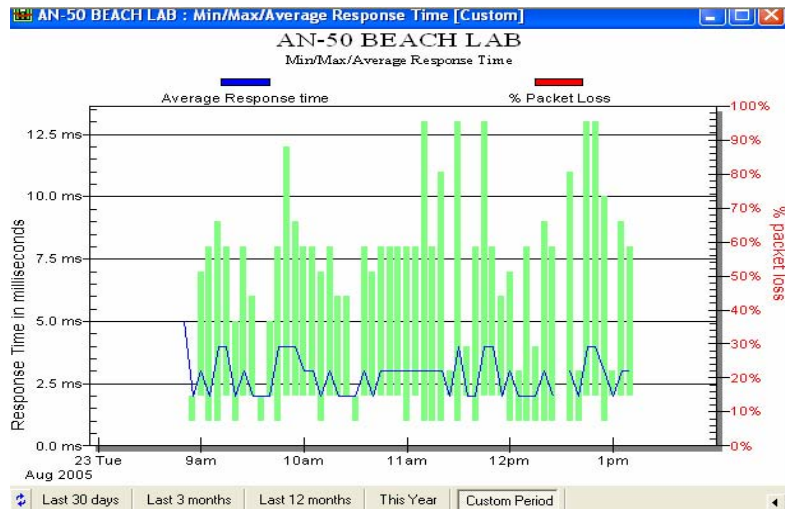 AN-50 BEACH LAB : Min/Max/Average Response Time [Custom]
AN-50 BEACH LAB
Min/Max/Average Response Time
Average Response time
% Packet Loss
Response Time in milliseconds
12.5 ms
10.0 ms
7.5 ms
5.0 ms
2.5 ms
0.0 ms
100%
90%
80%
70%
60%
50%
40%
30%
20%
10%
0%
% packet loss
23 Tue 9am 10am 11am 12pm 1pm
Aug 2005
Last 30 days Last 3 months Last 12 months This Year Custom Period